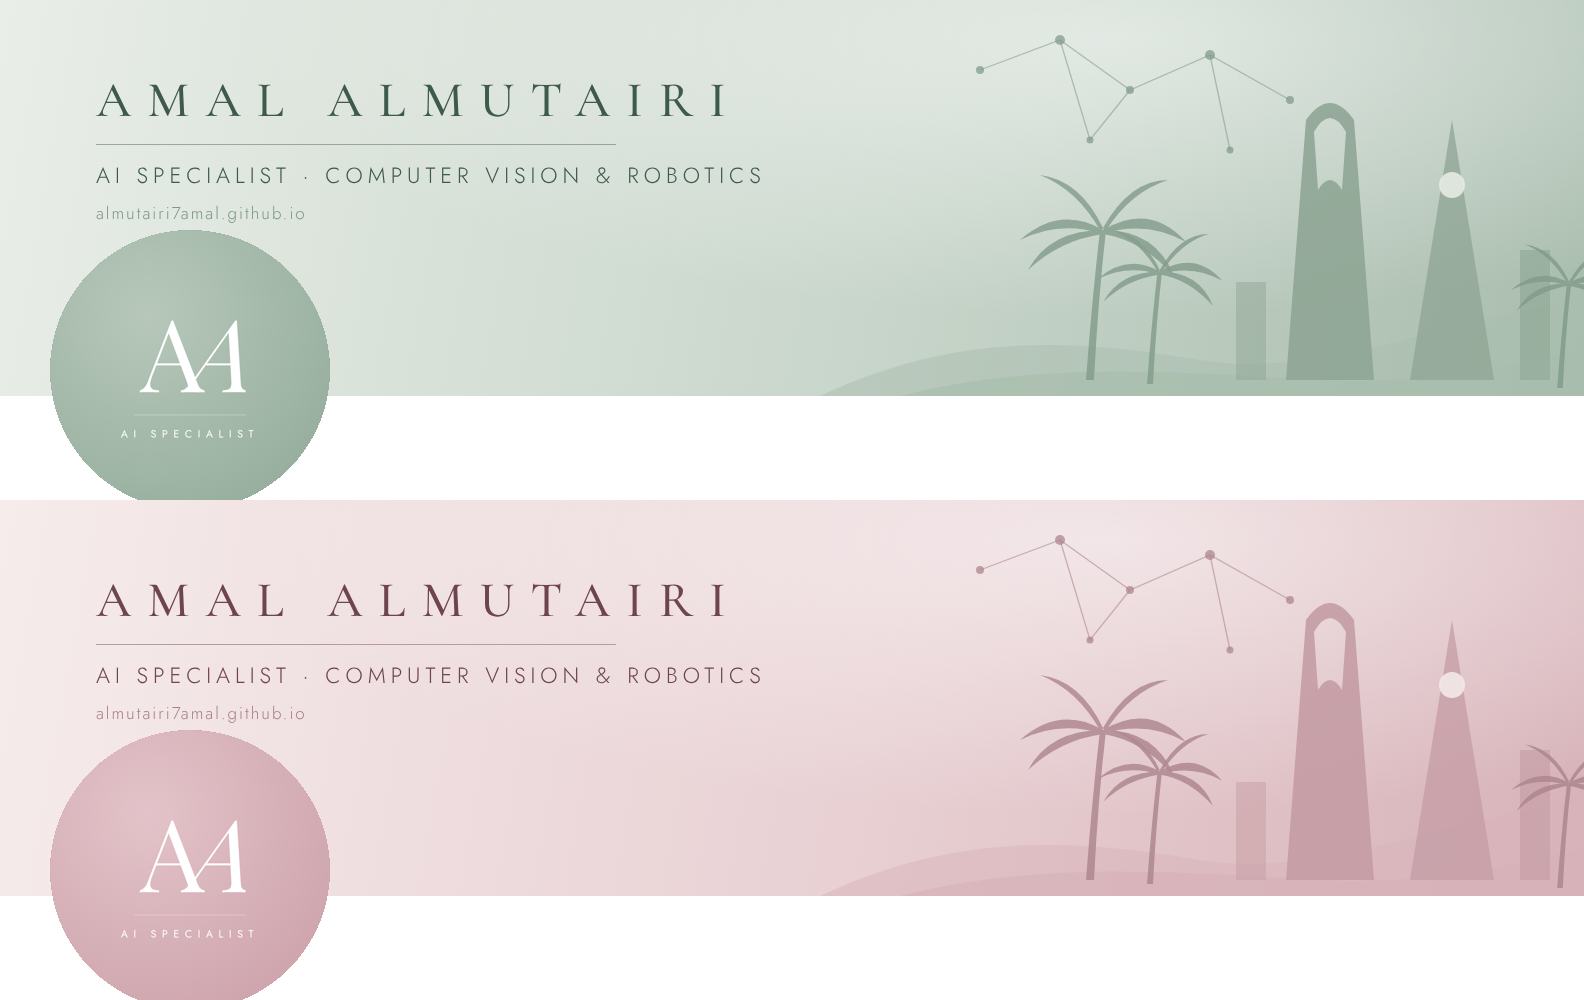 AMAL ALMUTAIRI
AI SPECIALIST · COMPUTER VISION & ROBOTICS
almutairi7amal.github.io
AA
AI SPECIALIST
AMAL ALMUTAIRI
AI SPECIALIST · COMPUTER VISION & ROBOTICS
almutairi7amal.github.io
AA
AI SPECIALIST